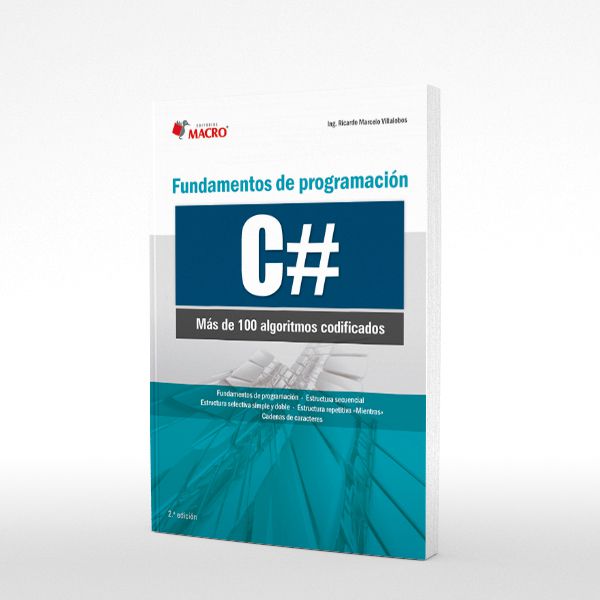 EDITORIAL
MACRO®
Ing. Ricardo Marcelo Villalobos
Fundamentos de programación
C#
Más de 100 algoritmos codificados
Fundamentos de programación - Estructura secuencial
Estructura selectiva simple y doble - Estructura repetitiva «Mientras»
Cadenas de caracteres
2.ª edición